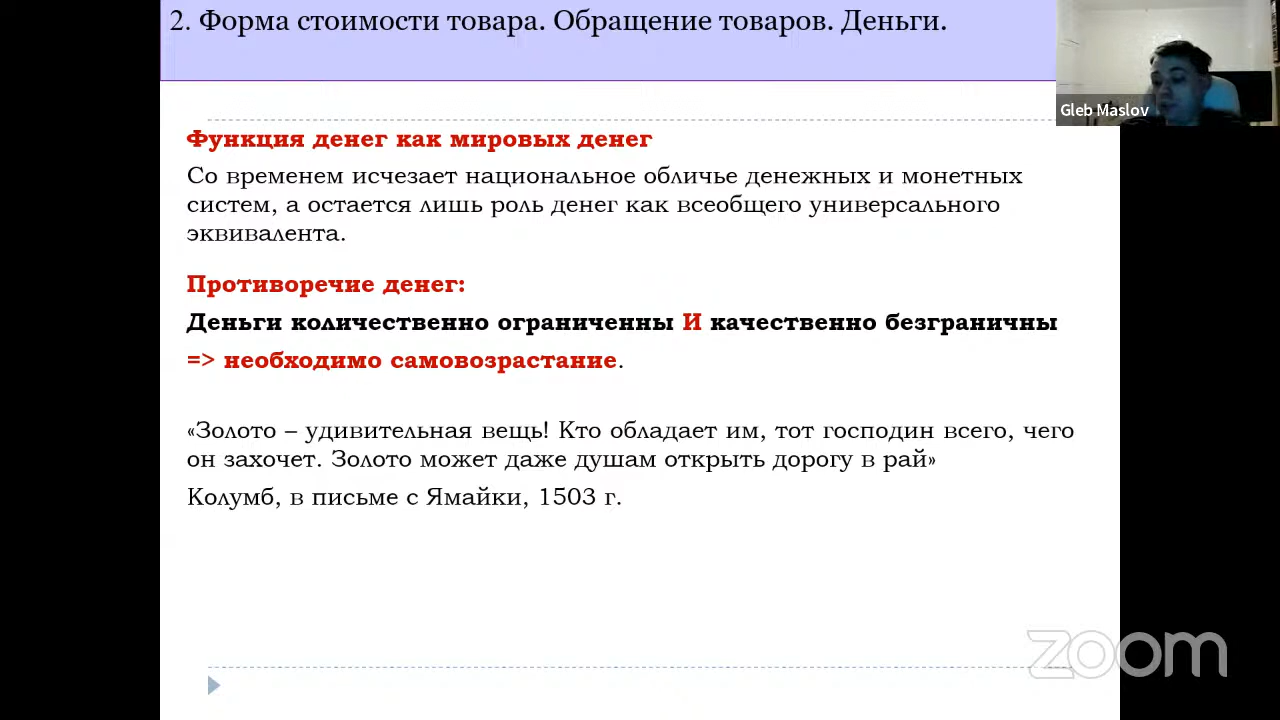 2. Форма стоимости товара. Обращение товаров. Деньги.
Gleb Maslov
Функция денег как мировых денег
Со временем исчезает национальное обличье денежных и монетных
систем, а остается лишь роль денег как всеобщего универсального
эквивалента.
Противоречие денег:
Деньги количественно ограниченны И качественно безграничны
=> необходимо самовозрастание.
«Золото – удивительная вещь! Кто обладает им, тот господин всего, чего
он захочет. Золото может даже душам открыть дорогу в рай»
Колумб, в письме с Ямайки, 1503 г.
zoom